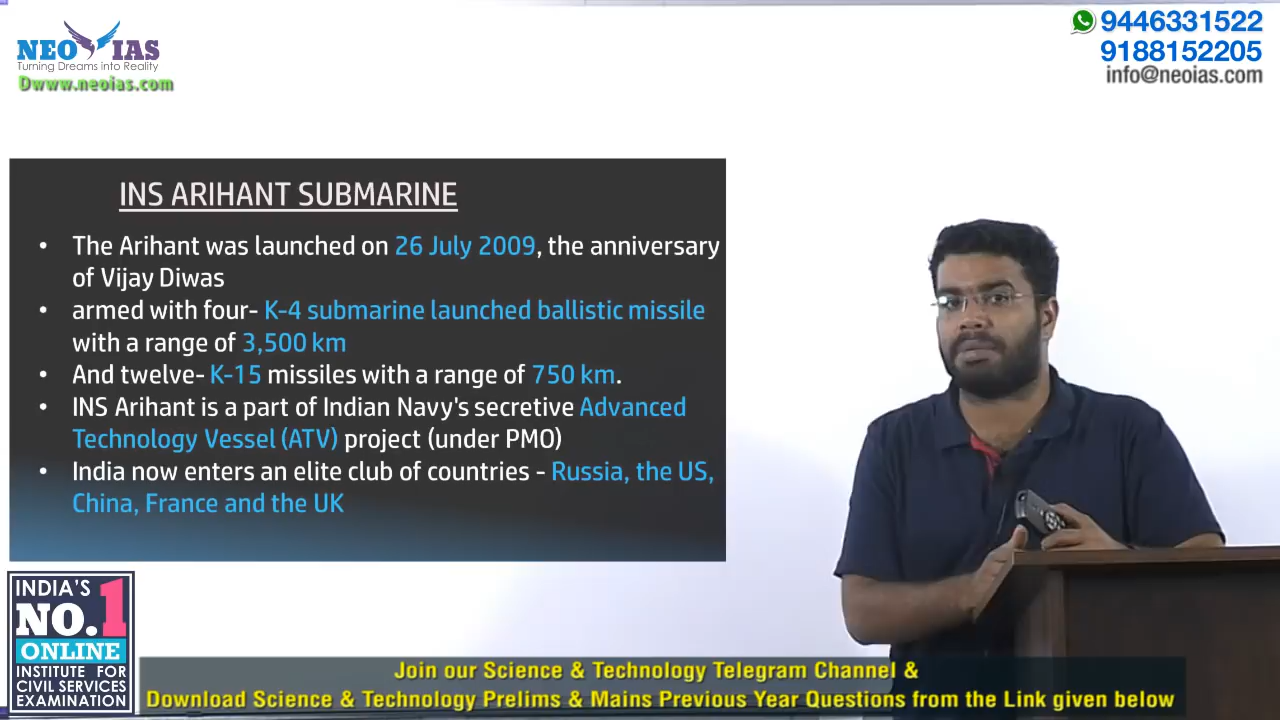 NEO IAS
Turning Dreams into Reality
Dwww.neoias.com
9446331522
9188152205
info@neoias.com
INS ARIHANT SUBMARINE
• The Arihant was launched on 26 July 2009, the anniversary
of Vijay Diwas
• armed with four- K-4 submarine launched ballistic missile
with a range of 3,500 km
• And twelve- K-15 missiles with a range of 750 km.
• INS Arihant is a part of Indian Navy's secretive Advanced
Technology Vessel (ATV) project (under PMO)
• India now enters an elite club of countries - Russia, the US,
China, France and the UK
INDIA'S
NO.1
ONLINE
INSTITUTE FOR
CIVIL SERVICES
EXAMINATION
Join our Science & Technology Telegram Channel &
Download Science & Technology Prelims & Mains Previous Year Questions from the Link given below